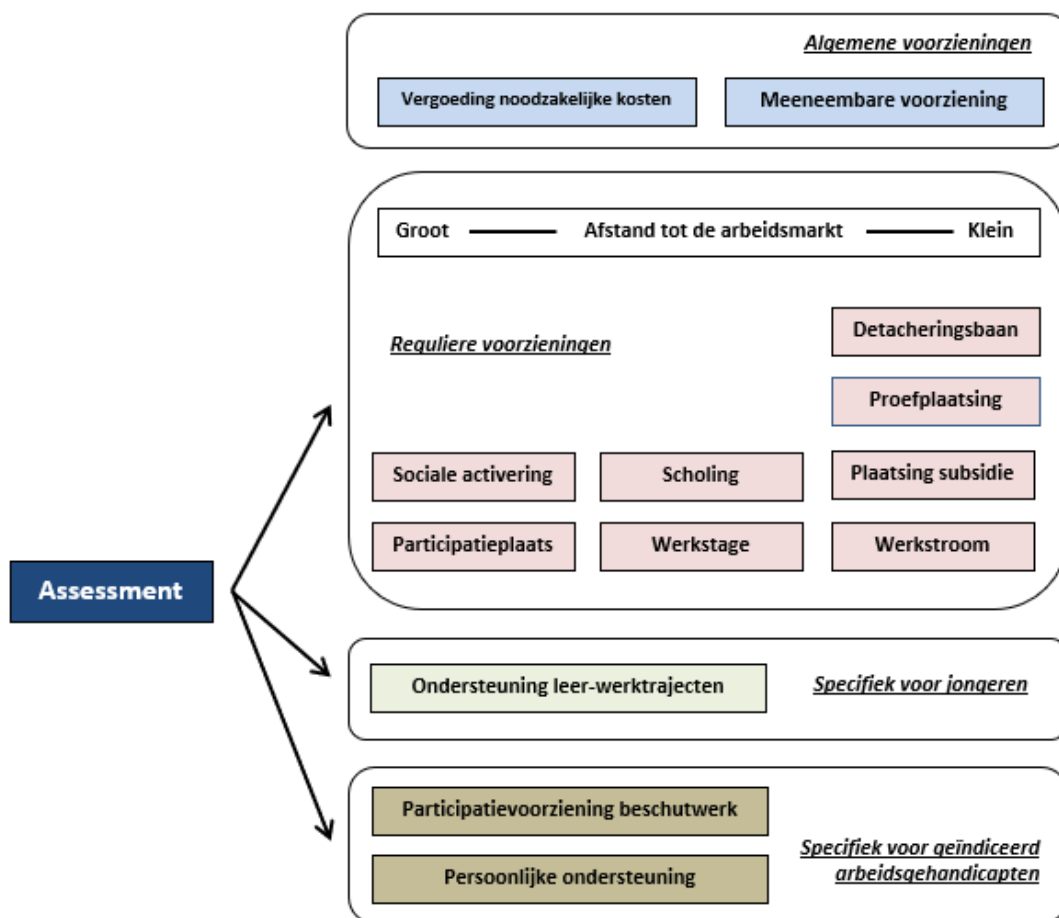 Algemene voorzieningen
Vergoeding noodzakelijke kosten
Meeneembare voorziening
Groot Afstand tot de arbeidsmarkt Klein
Reguliere voorzieningen
Detacheringsbaan
Proefplaatsing
Sociale activering
Scholing
Plaatsing subsidie
Participatieplaats
Werkstage
Werkstroom
Assessment
Ondersteuning leer-werktrajecten
Specifiek voor jongeren
Participatievoorziening beschutwerk
Persoonlijke ondersteuning
Specifiek voor geïndiceerd
arbeidsgehandicapten